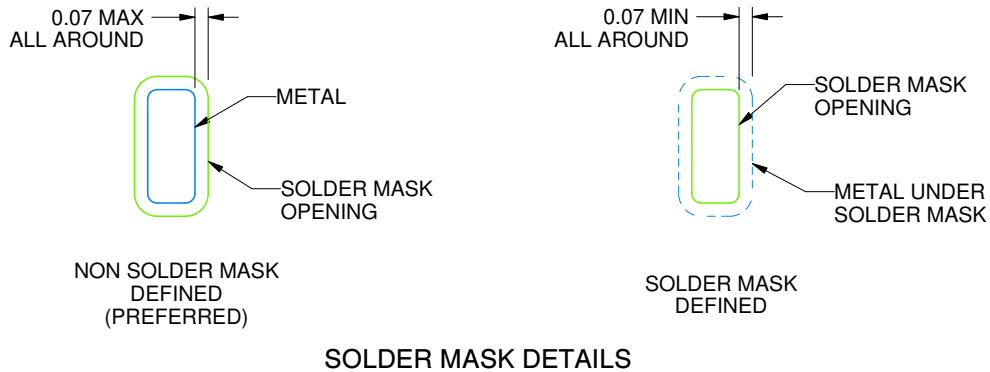 0.07 MAX
ALL AROUND
METAL
SOLDER MASK
OPENING
NON SOLDER MASK
DEFINED
(PREFERRED)
0.07 MIN
ALL AROUND
SOLDER MASK
OPENING
METAL UNDER
SOLDER MASK
SOLDER MASK
DEFINED
SOLDER MASK DETAILS